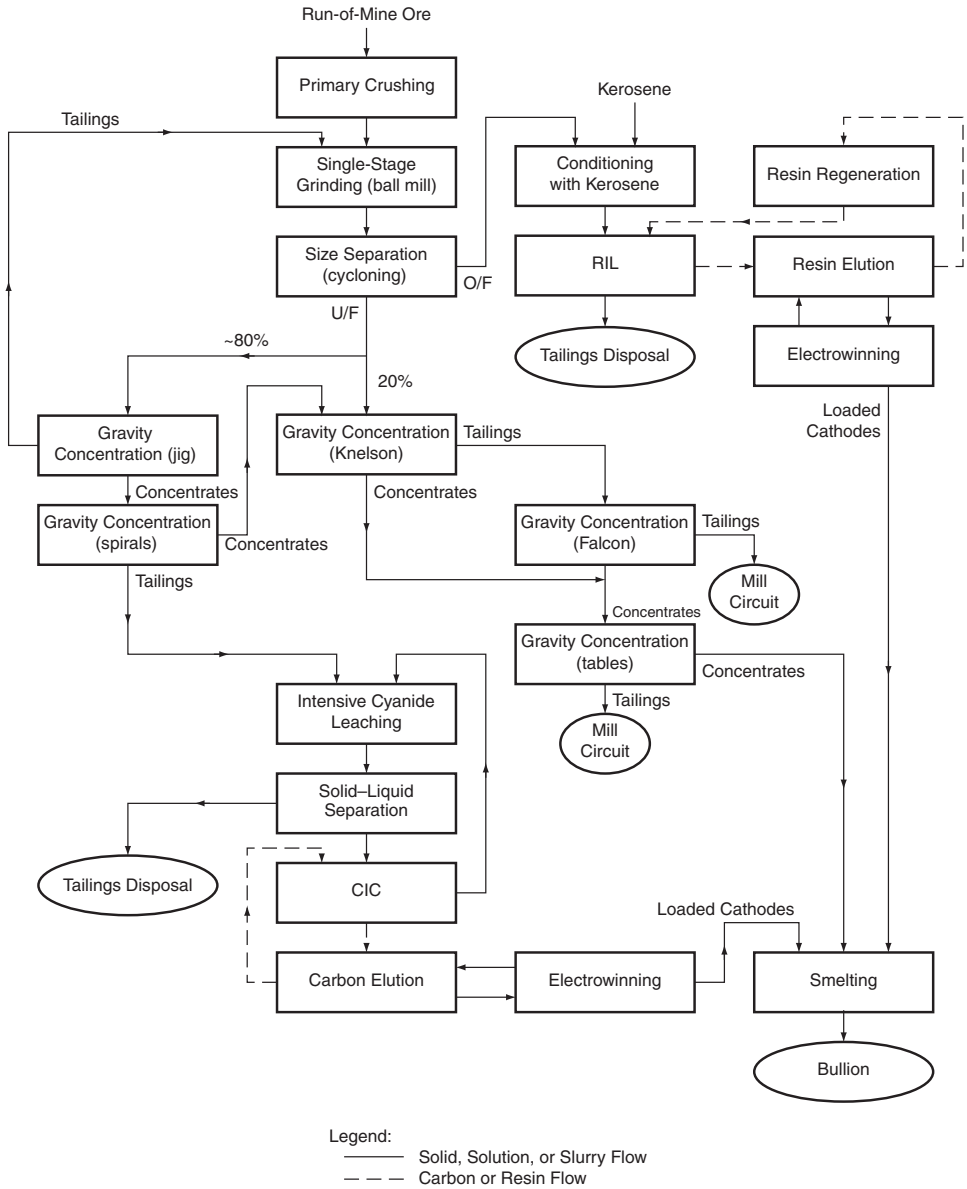 Run-of-Mine Ore
Primary Crushing
Kerosene
Tailings
Single-Stage
Grinding (ball mill)
Conditioning
with Kerosene
Resin Regeneration
Size Separation
(cycloning)
O/F
RIL
Resin Elution
U/F
~80%
20%
Tailings Disposal
Electrowinning
Loaded
Cathodes
Gravity
Concentration (jig)
Gravity Concentration
(Knelson)
Tailings
Concentrates
Concentrates
Gravity Concentration
(spirals)
Concentrates
Gravity Concentration
(Falcon)
Tailings
Tailings
Mill
Circuit
Concentrates
Gravity Concentration
(tables)
Concentrates
Tailings
Intensive Cyanide
Leaching
Mill
Circuit
Solid–Liquid
Separation
Tailings Disposal
CIC
Loaded Cathodes
Carbon Elution
Electrowinning
Smelting
Bullion
Legend:
Solid, Solution, or Slurry Flow
Carbon or Resin Flow